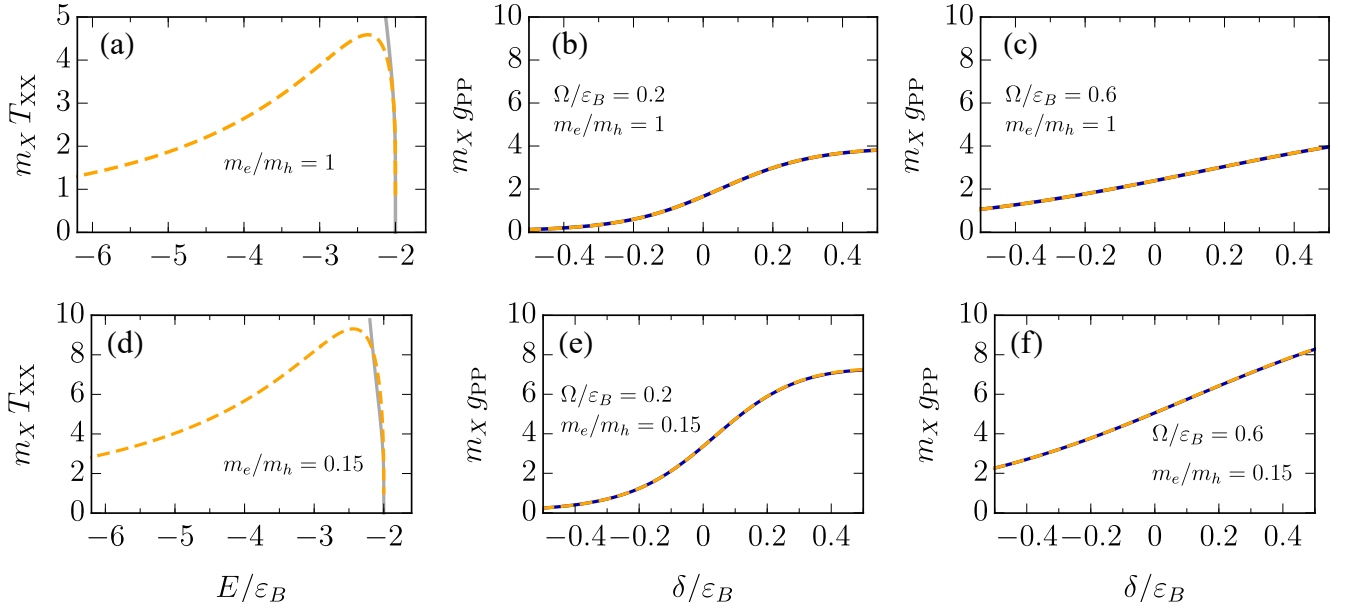 (a)
m_X T_XX
5
4
3
2
1
0
m_e/m_h = 1
−6 −5 −4 −3 −2
(b)
m_X g_PP
10
8
6
4
2
0
Ω/ε_B = 0.2
m_e/m_h = 1
−0.4 −0.2 0 0.2 0.4
(c)
m_X g_PP
10
8
6
4
2
0
Ω/ε_B = 0.6
m_e/m_h = 1
−0.4 −0.2 0 0.2 0.4
(d)
m_X T_XX
10
8
6
4
2
0
m_e/m_h = 0.15
−6 −5 −4 −3 −2
E/ε_B
(e)
m_X g_PP
10
8
6
4
2
0
Ω/ε_B = 0.2
m_e/m_h = 0.15
−0.4 −0.2 0 0.2 0.4
δ/ε_B
(f)
m_X g_PP
10
8
6
4
2
0
Ω/ε_B = 0.6
m_e/m_h = 0.15
−0.4 −0.2 0 0.2 0.4
δ/ε_B